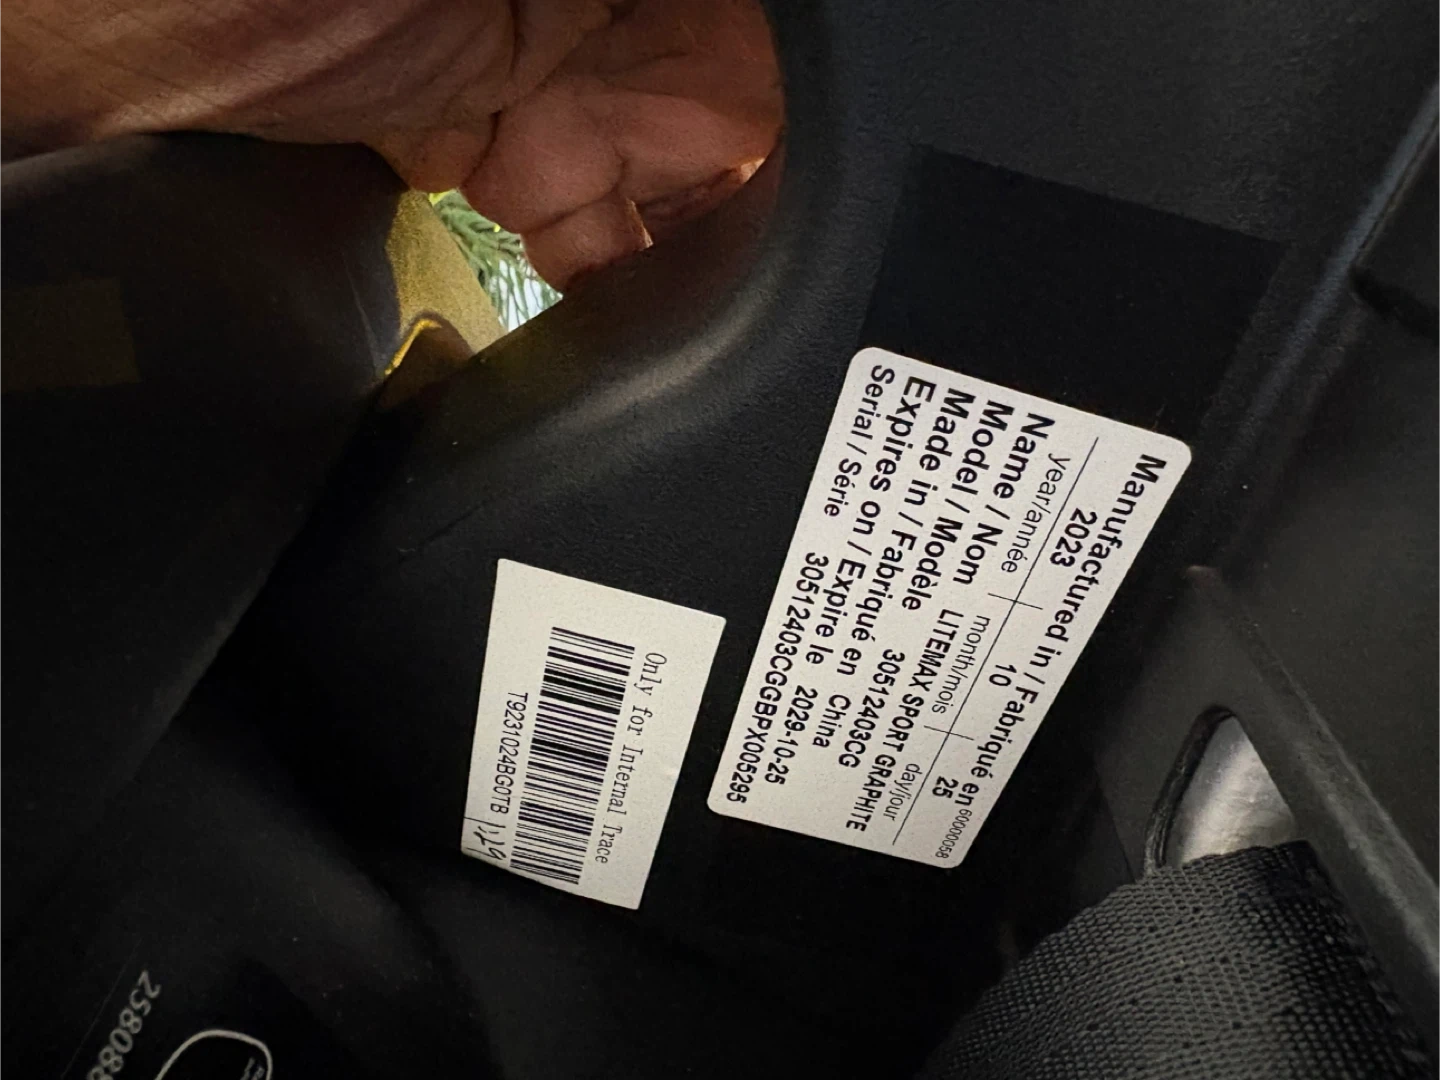 Manufactured in / Fabriqué en
60000058
year/année month/mois day/jour
2023 10 25
Name / Nom LITEMAX SPORT GRAPHITE
Model / Modèle 30512403CG
Made in / Fabriqué en China
Expires on / Expire le 2029-10-25
Serial / Série 30512403CGGBPX005295
Only for Internal Trace
T9231024BG0TB